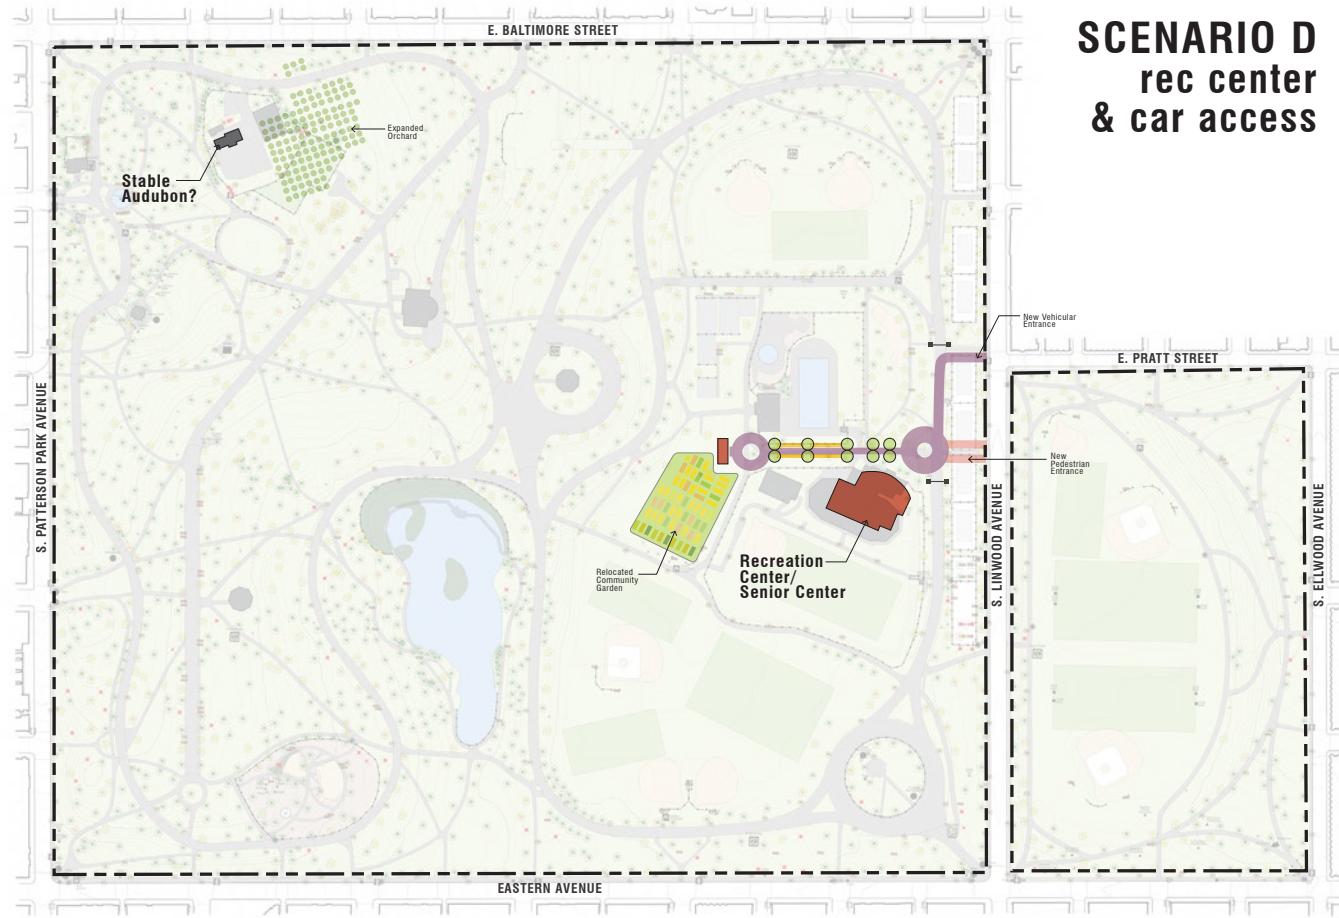 SCENARIO D
rec center
& car access
E. BALTIMORE STREET
Expanded
Orchard
Stable
Audubon?
New Vehicular
Entrance
E. PRATT STREET
S. PATTERSON PARK AVENUE
New
Pedestrian
Entrance
S. LINWOOD AVENUE
S. ELLWOOD AVENUE
Recreation
Center/
Senior Center
Relocated
Community
Garden
EASTERN AVENUE